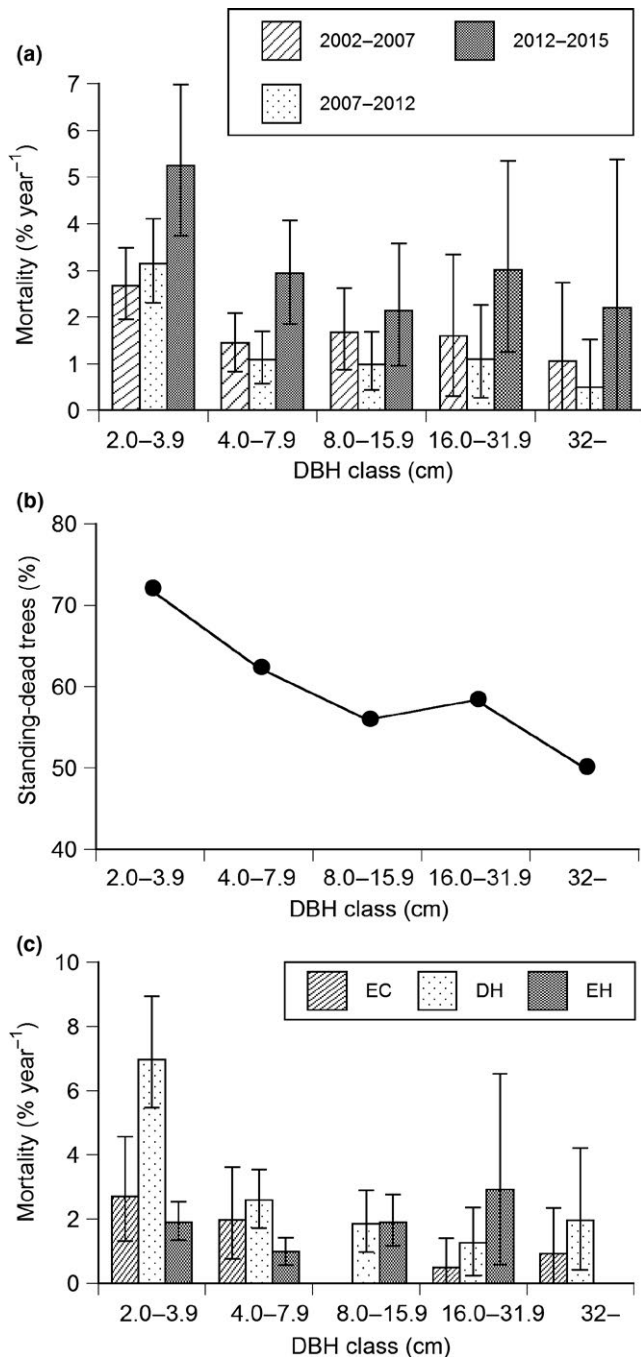 (a)
2002–2007
2012–2015
2007–2012
7
6
5
4
3
2
1
0
Mortality (% year⁻¹)
2.0–3.9 4.0–7.9 8.0–15.9 16.0–31.9 32–
DBH class (cm)
(b)
80
70
60
50
40
Standing-dead trees (%)
2.0–3.9 4.0–7.9 8.0–15.9 16.0–31.9 32–
DBH class (cm)
(c)
EC DH EH
10
8
6
4
2
0
Mortality (% year⁻¹)
2.0–3.9 4.0–7.9 8.0–15.9 16.0–31.9 32–
DBH class (cm)